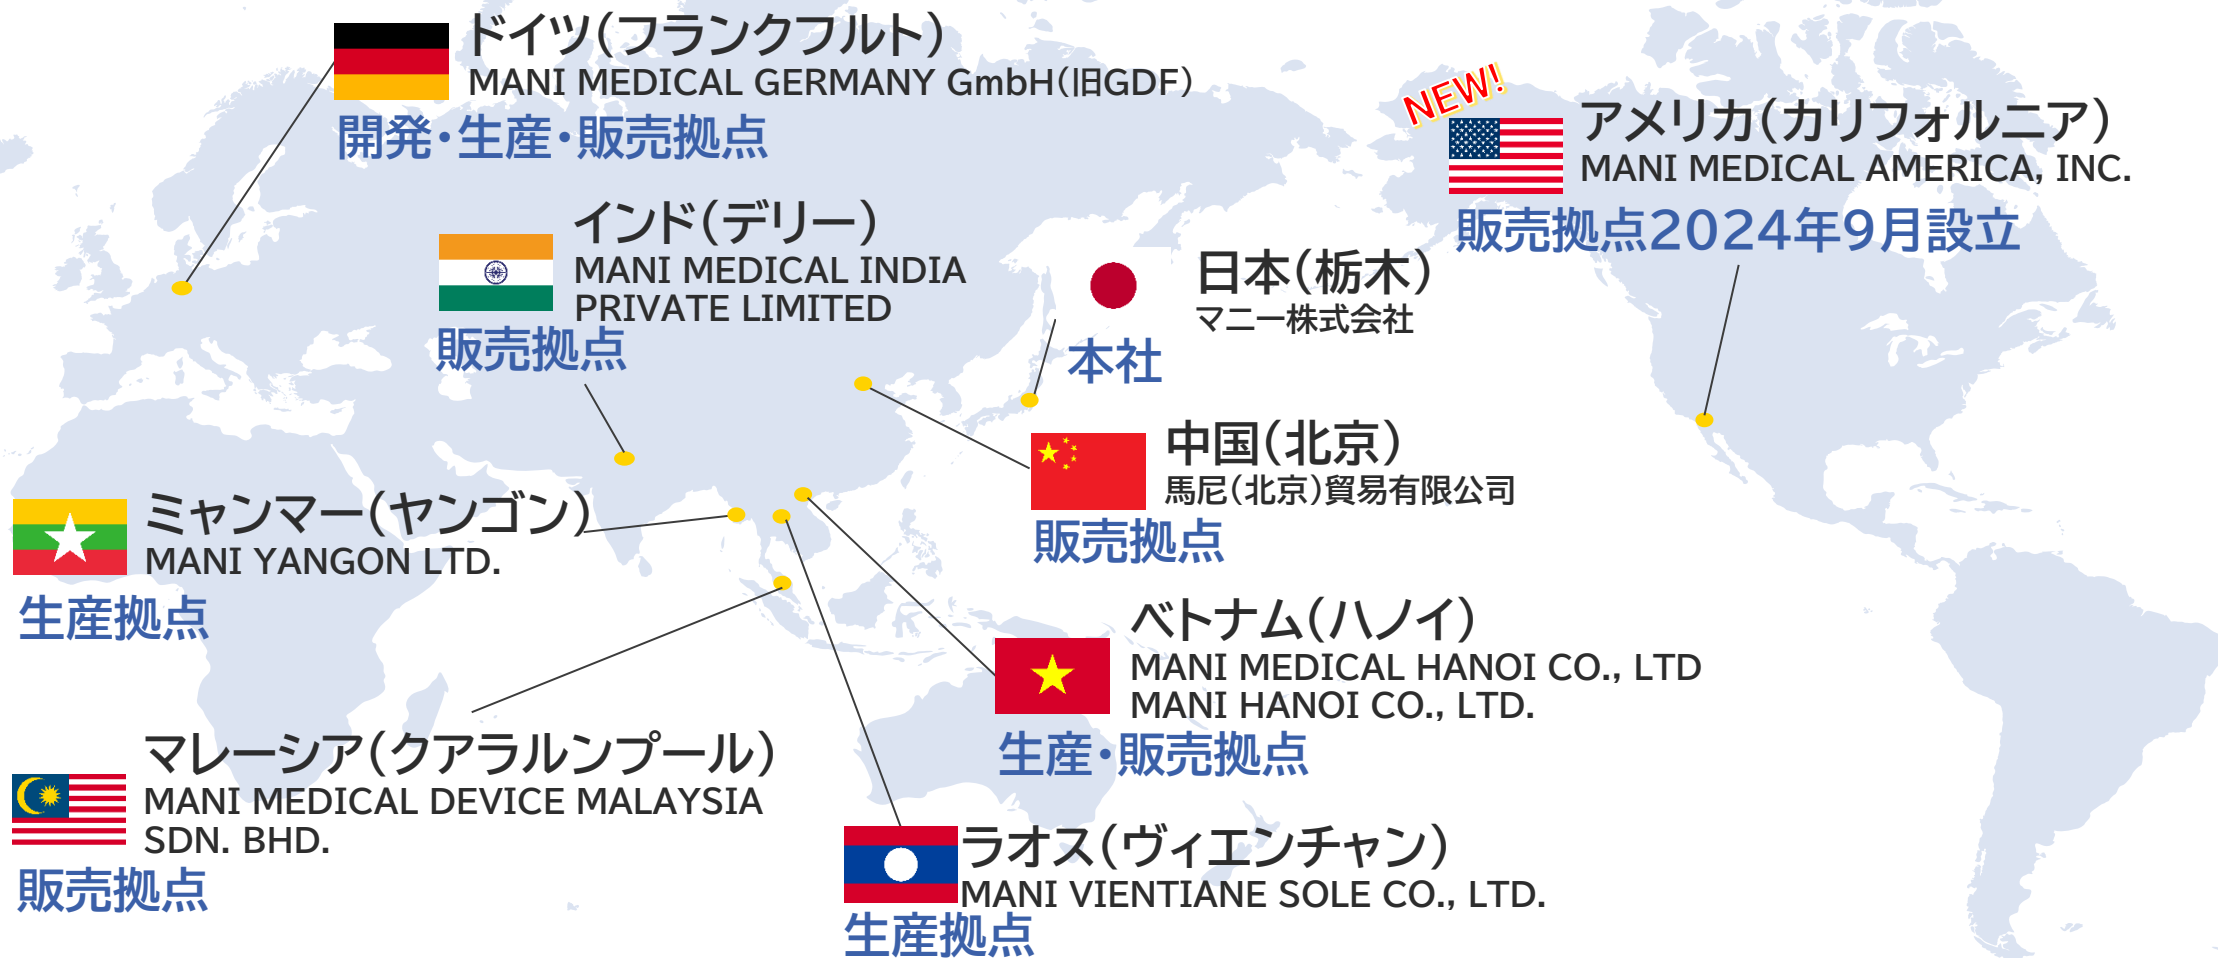 ドイツ(フランクフルト)
MANI MEDICAL GERMANY GmbH(旧GDF)
開発・生産・販売拠点
NEW!
アメリカ(カリフォルニア)
MANI MEDICAL AMERICA, INC.
販売拠点2024年9月設立
インド(デリー)
MANI MEDICAL INDIA
PRIVATE LIMITED
販売拠点
日本(栃木)
マニー株式会社
本社
中国(北京)
馬尼(北京)貿易有限公司
販売拠点
ミャンマー(ヤンゴン)
MANI YANGON LTD.
生産拠点
ベトナム(ハノイ)
MANI MEDICAL HANOI CO., LTD
MANI HANOI CO., LTD.
生産・販売拠点
マレーシア(クアラルンプール)
MANI MEDICAL DEVICE MALAYSIA
SDN. BHD.
販売拠点
ラオス(ヴィエンチャン)
MANI VIENTIANE SOLE CO., LTD.
生産拠点